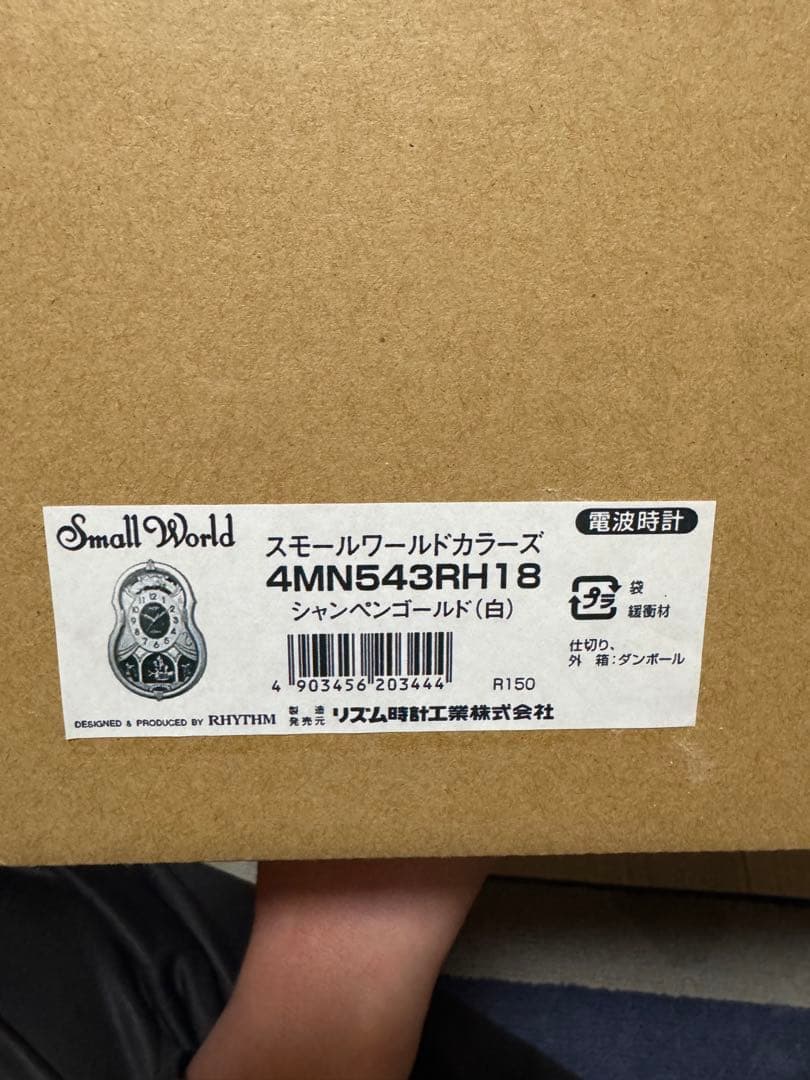 Small World
スモールワールドカラーズ
電波時計
4MN543RH18
シャンペンゴールド(白)
プラ
袋
緩衝材
仕切り、
外 箱:ダンボール
4 903456 203444
R150
DESIGNED & PRODUCED BY RHYTHM
製 造
発売元
リズム時計工業株式会社